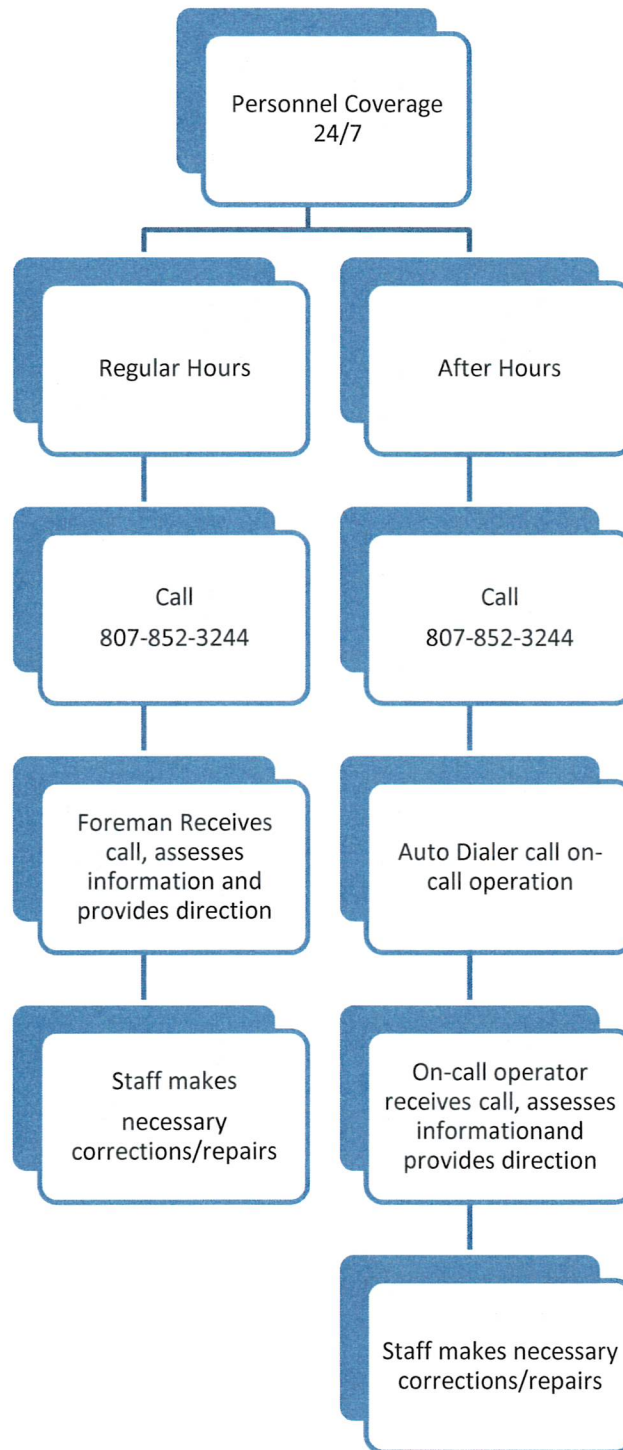 Personnel Coverage
24/7
Regular Hours
Call
807-852-3244
Foreman Receives
call, assesses
information and
provides direction
Staff makes
necessary
corrections/repairs
After Hours
Call
807-852-3244
Auto Dialer call on-
call operation
On-call operator
receives call, assesses
informationand
provides direction
Staff makes necessary
corrections/repairs